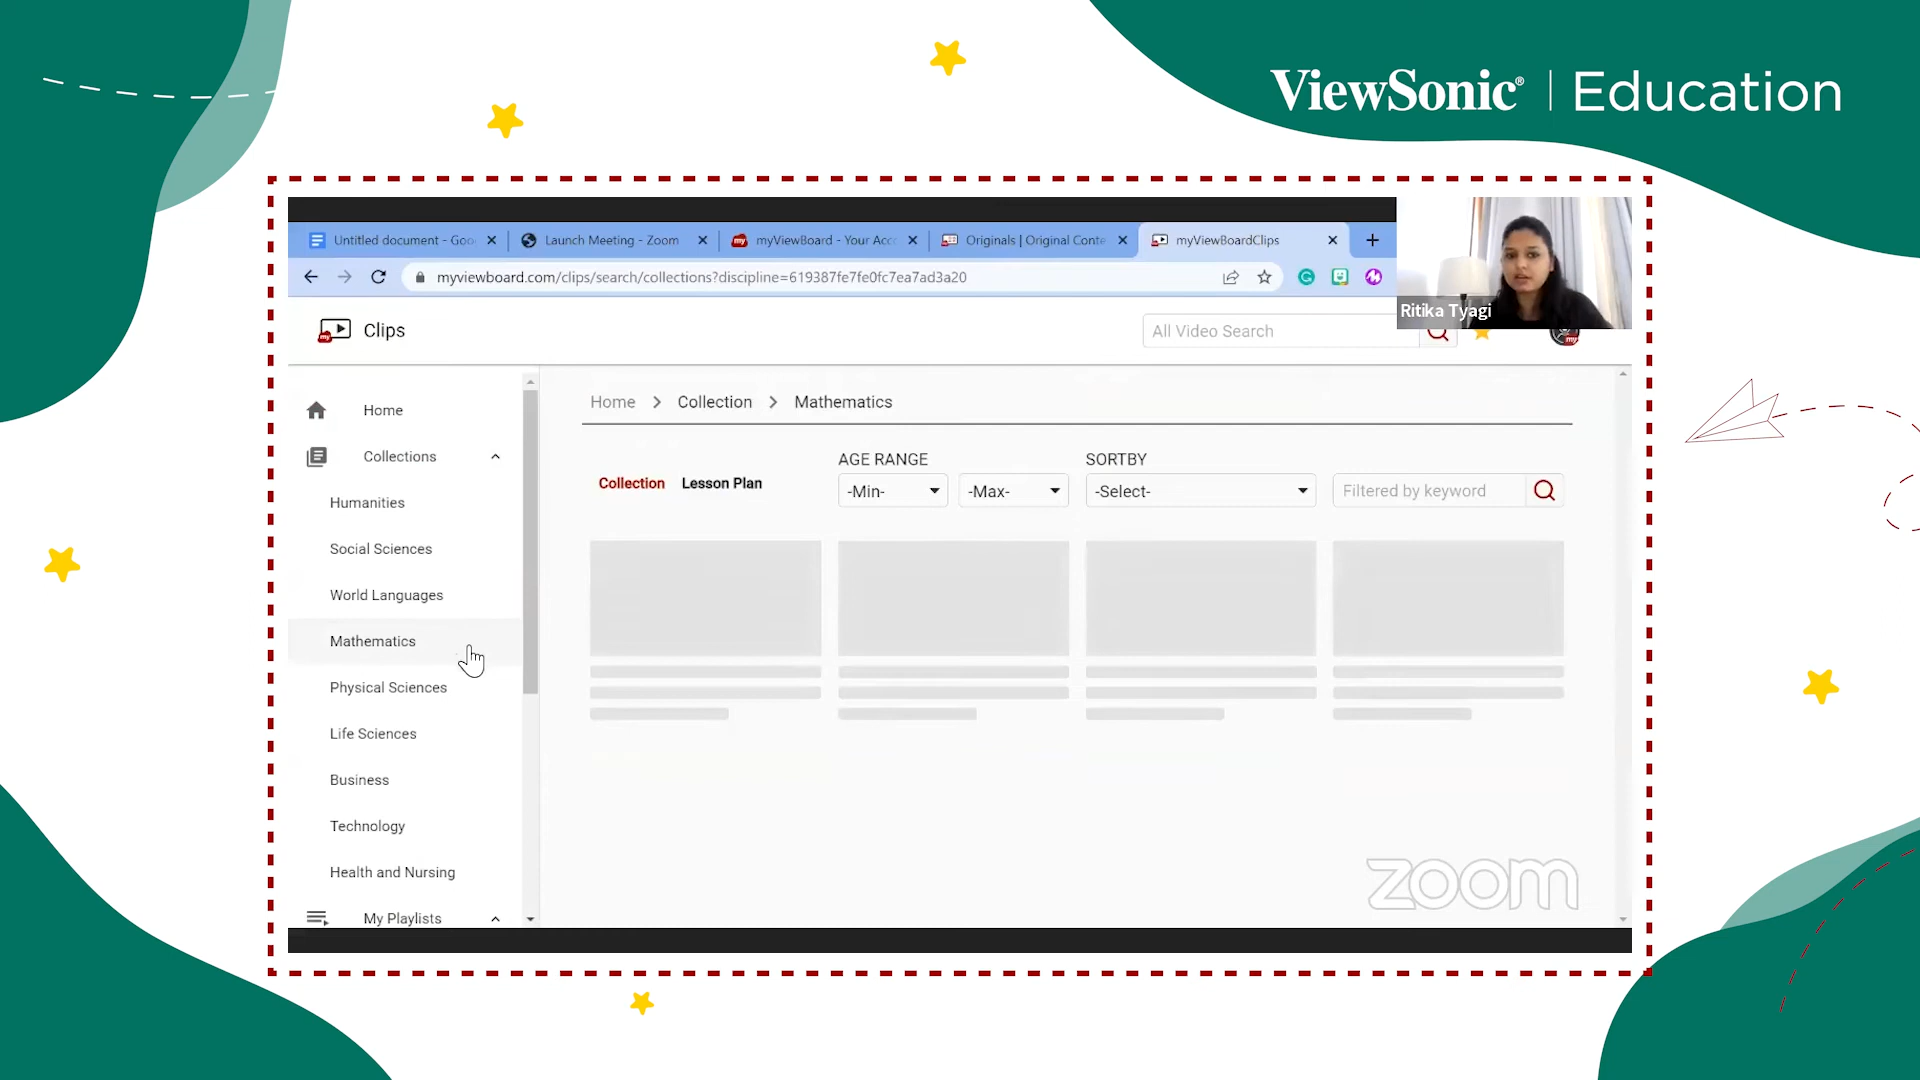 ViewSonic® | Education
Untitled document - Goo
Launch Meeting - Zoom
myViewBoard - Your Acc
Originals | Original Conte
myViewBoardClips
myviewboard.com/clips/search/collections?discipline=619387fe7fe0fc7ea7ad3a20
Ritika Tyagi
Clips
All Video Search
Home
Collections
Humanities
Social Sciences
World Languages
Mathematics
Physical Sciences
Life Sciences
Business
Technology
Health and Nursing
My Playlists
Home > Collection > Mathematics
Collection Lesson Plan
AGE RANGE
-Min- -Max-
SORTBY
-Select-
Filtered by keyword
zoom